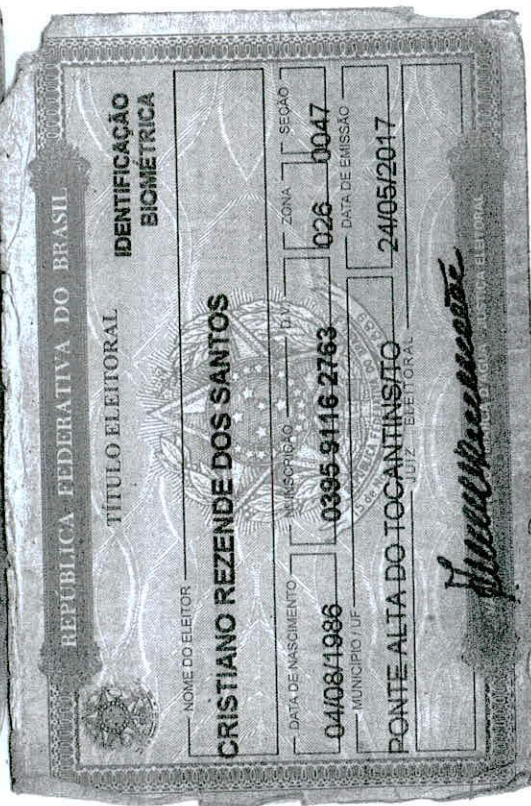 REPÚBLICA FEDERATIVA DO BRASIL
TÍTULO ELEITORAL
IDENTIFICAÇÃO
BIOMÉTRICA
NOME DO ELEITOR
CRISTIANO REZENDE DOS SANTOS
DATA DE NASCIMENTO INSCRIÇÃO D.V. ZONA SEÇÃO
04/08/1986 0395 9116 2763 026 0047
MUNICÍPIO / UF DATA DE EMISSÃO
PONTE ALTA DO TOCANTINS/TO 24/05/2017
JUIZ ELEITORAL
JUSTIÇA ELEITORAL